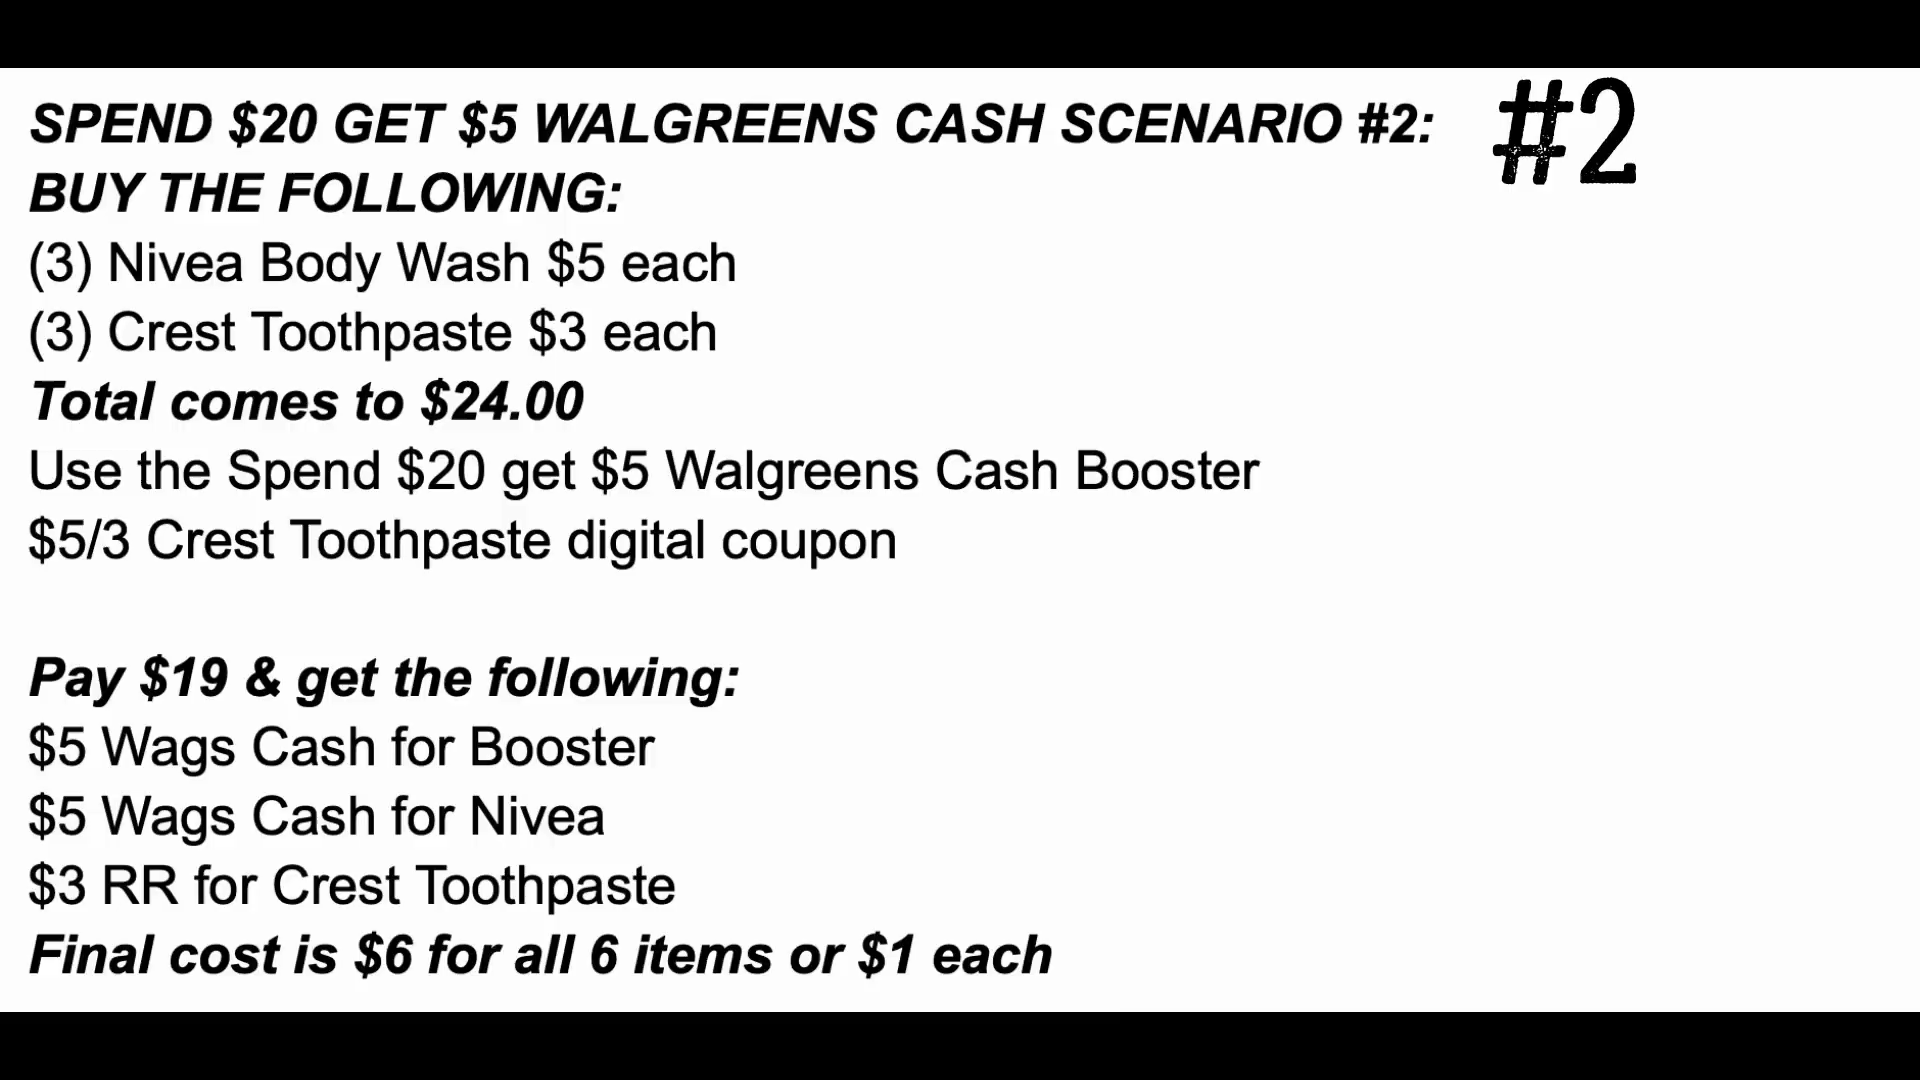 SPEND $20 GET $5 WALGREENS CASH SCENARIO #2:
#2
BUY THE FOLLOWING:
(3) Nivea Body Wash $5 each
(3) Crest Toothpaste $3 each
Total comes to $24.00
Use the Spend $20 get $5 Walgreens Cash Booster
$5/3 Crest Toothpaste digital coupon
Pay $19 & get the following:
$5 Wags Cash for Booster
$5 Wags Cash for Nivea
$3 RR for Crest Toothpaste
Final cost is $6 for all 6 items or $1 each